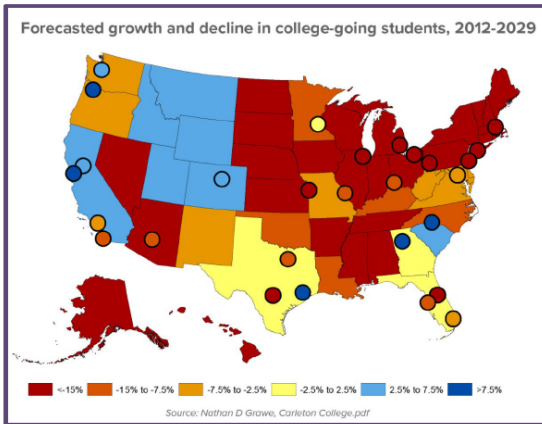 Forecasted growth and decline in college-going students, 2012-2029
<-15% -15% to -7.5% -7.5% to -2.5% -2.5% to 2.5% 2.5% to 7.5% >7.5%
Source: Nathan D Grawe, Carleton College.pdf